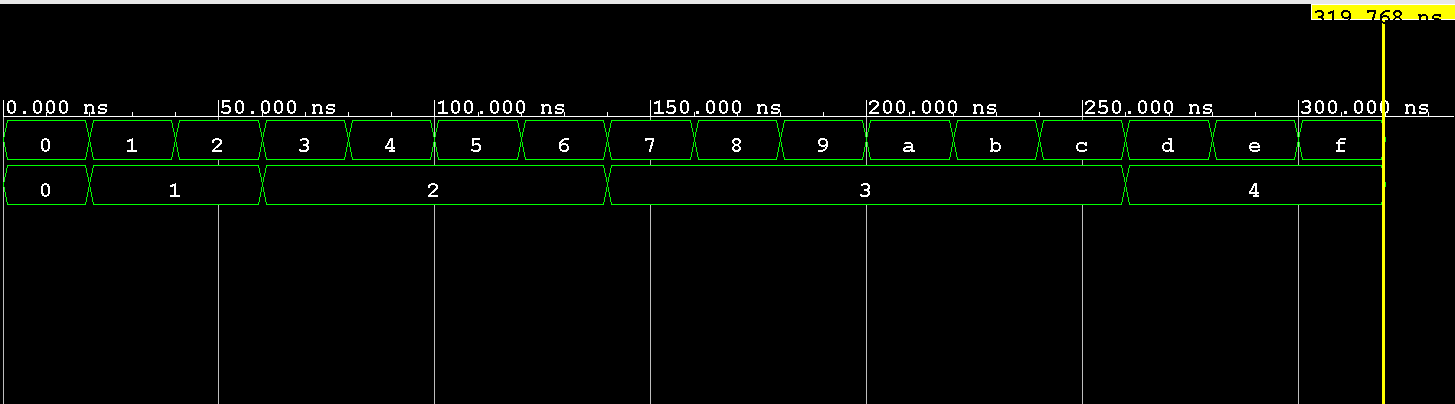 319.768 ns
0.000 ns 50.000 ns 100.000 ns 150.000 ns 200.000 ns 250.000 ns 300.000 ns
0 1 2 3 4 5 6 7 8 9 a b c d e f
0 1 2 3 4